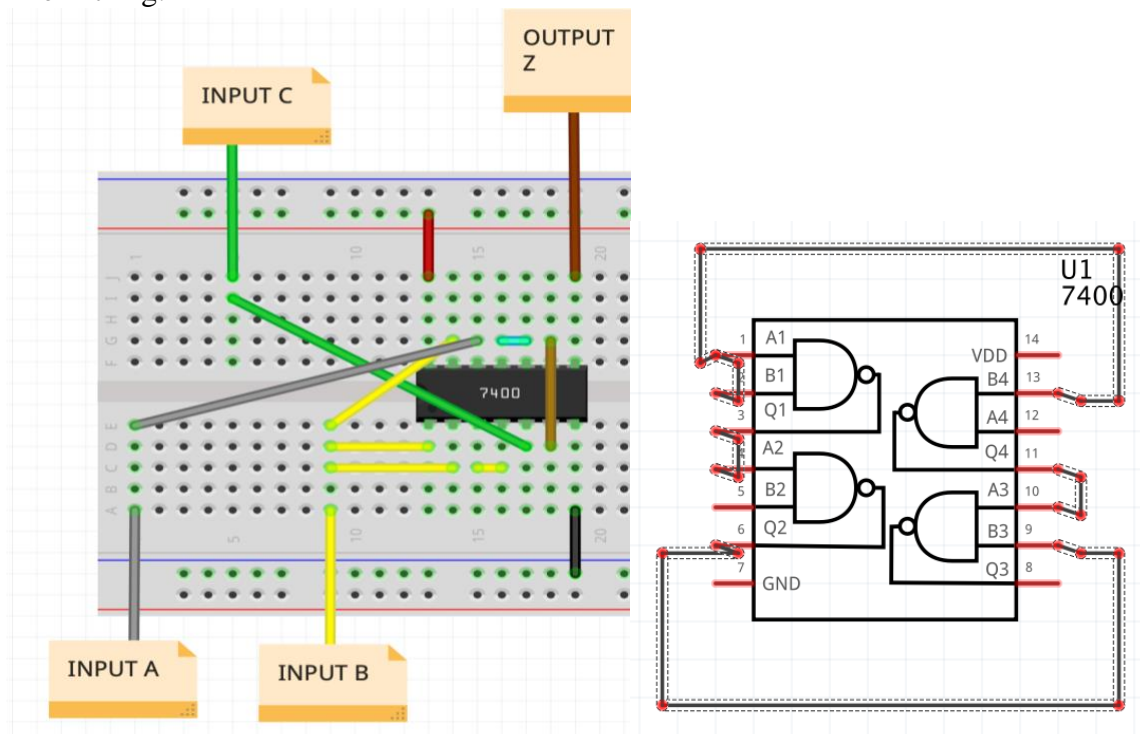 OUTPUT
Z
INPUT C
1
10
15
20
J
I
H
G
F
7400
E
D
C
B
A
5
10
15
20
INPUT A
INPUT B
U1
7400
1
A1
14
VDD
B1
B4
13
3
Q1
A4
12
A2
Q4
11
5
B2
A3
10
6
Q2
B3
9
7
GND
Q3
8